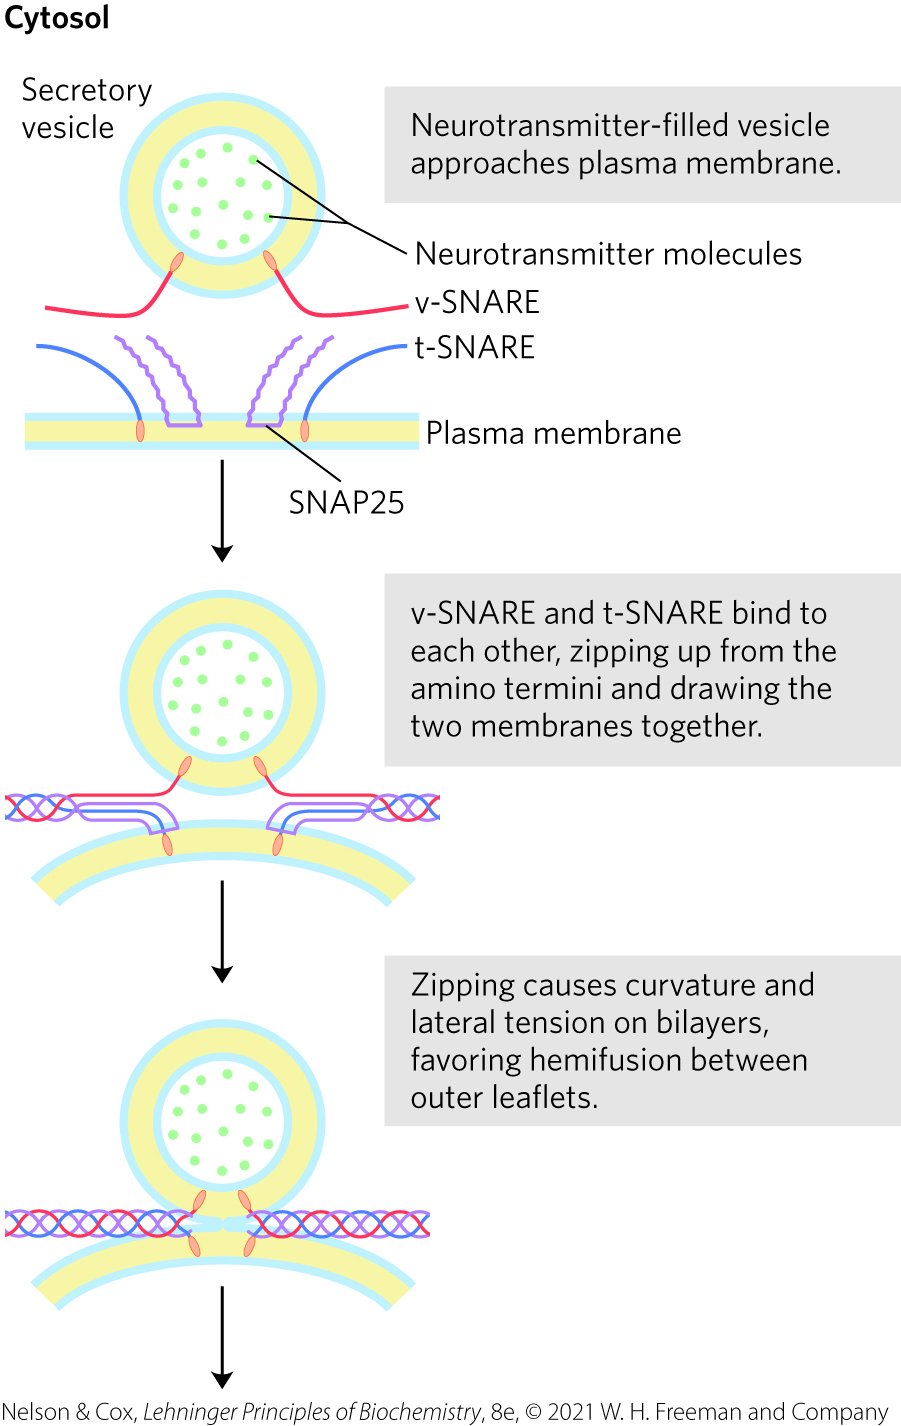 Cytosol
Secretory
vesicle
Neurotransmitter-filled vesicle
approaches plasma membrane.
Neurotransmitter molecules
v-SNARE
t-SNARE
Plasma membrane
SNAP25
v-SNARE and t-SNARE bind to
each other, zipping up from the
amino termini and drawing the
two membranes together.
Zipping causes curvature and
lateral tension on bilayers,
favoring hemifusion between
outer leaflets.
Nelson & Cox, Lehninger Principles of Biochemistry, 8e, © 2021 W. H. Freeman and Company